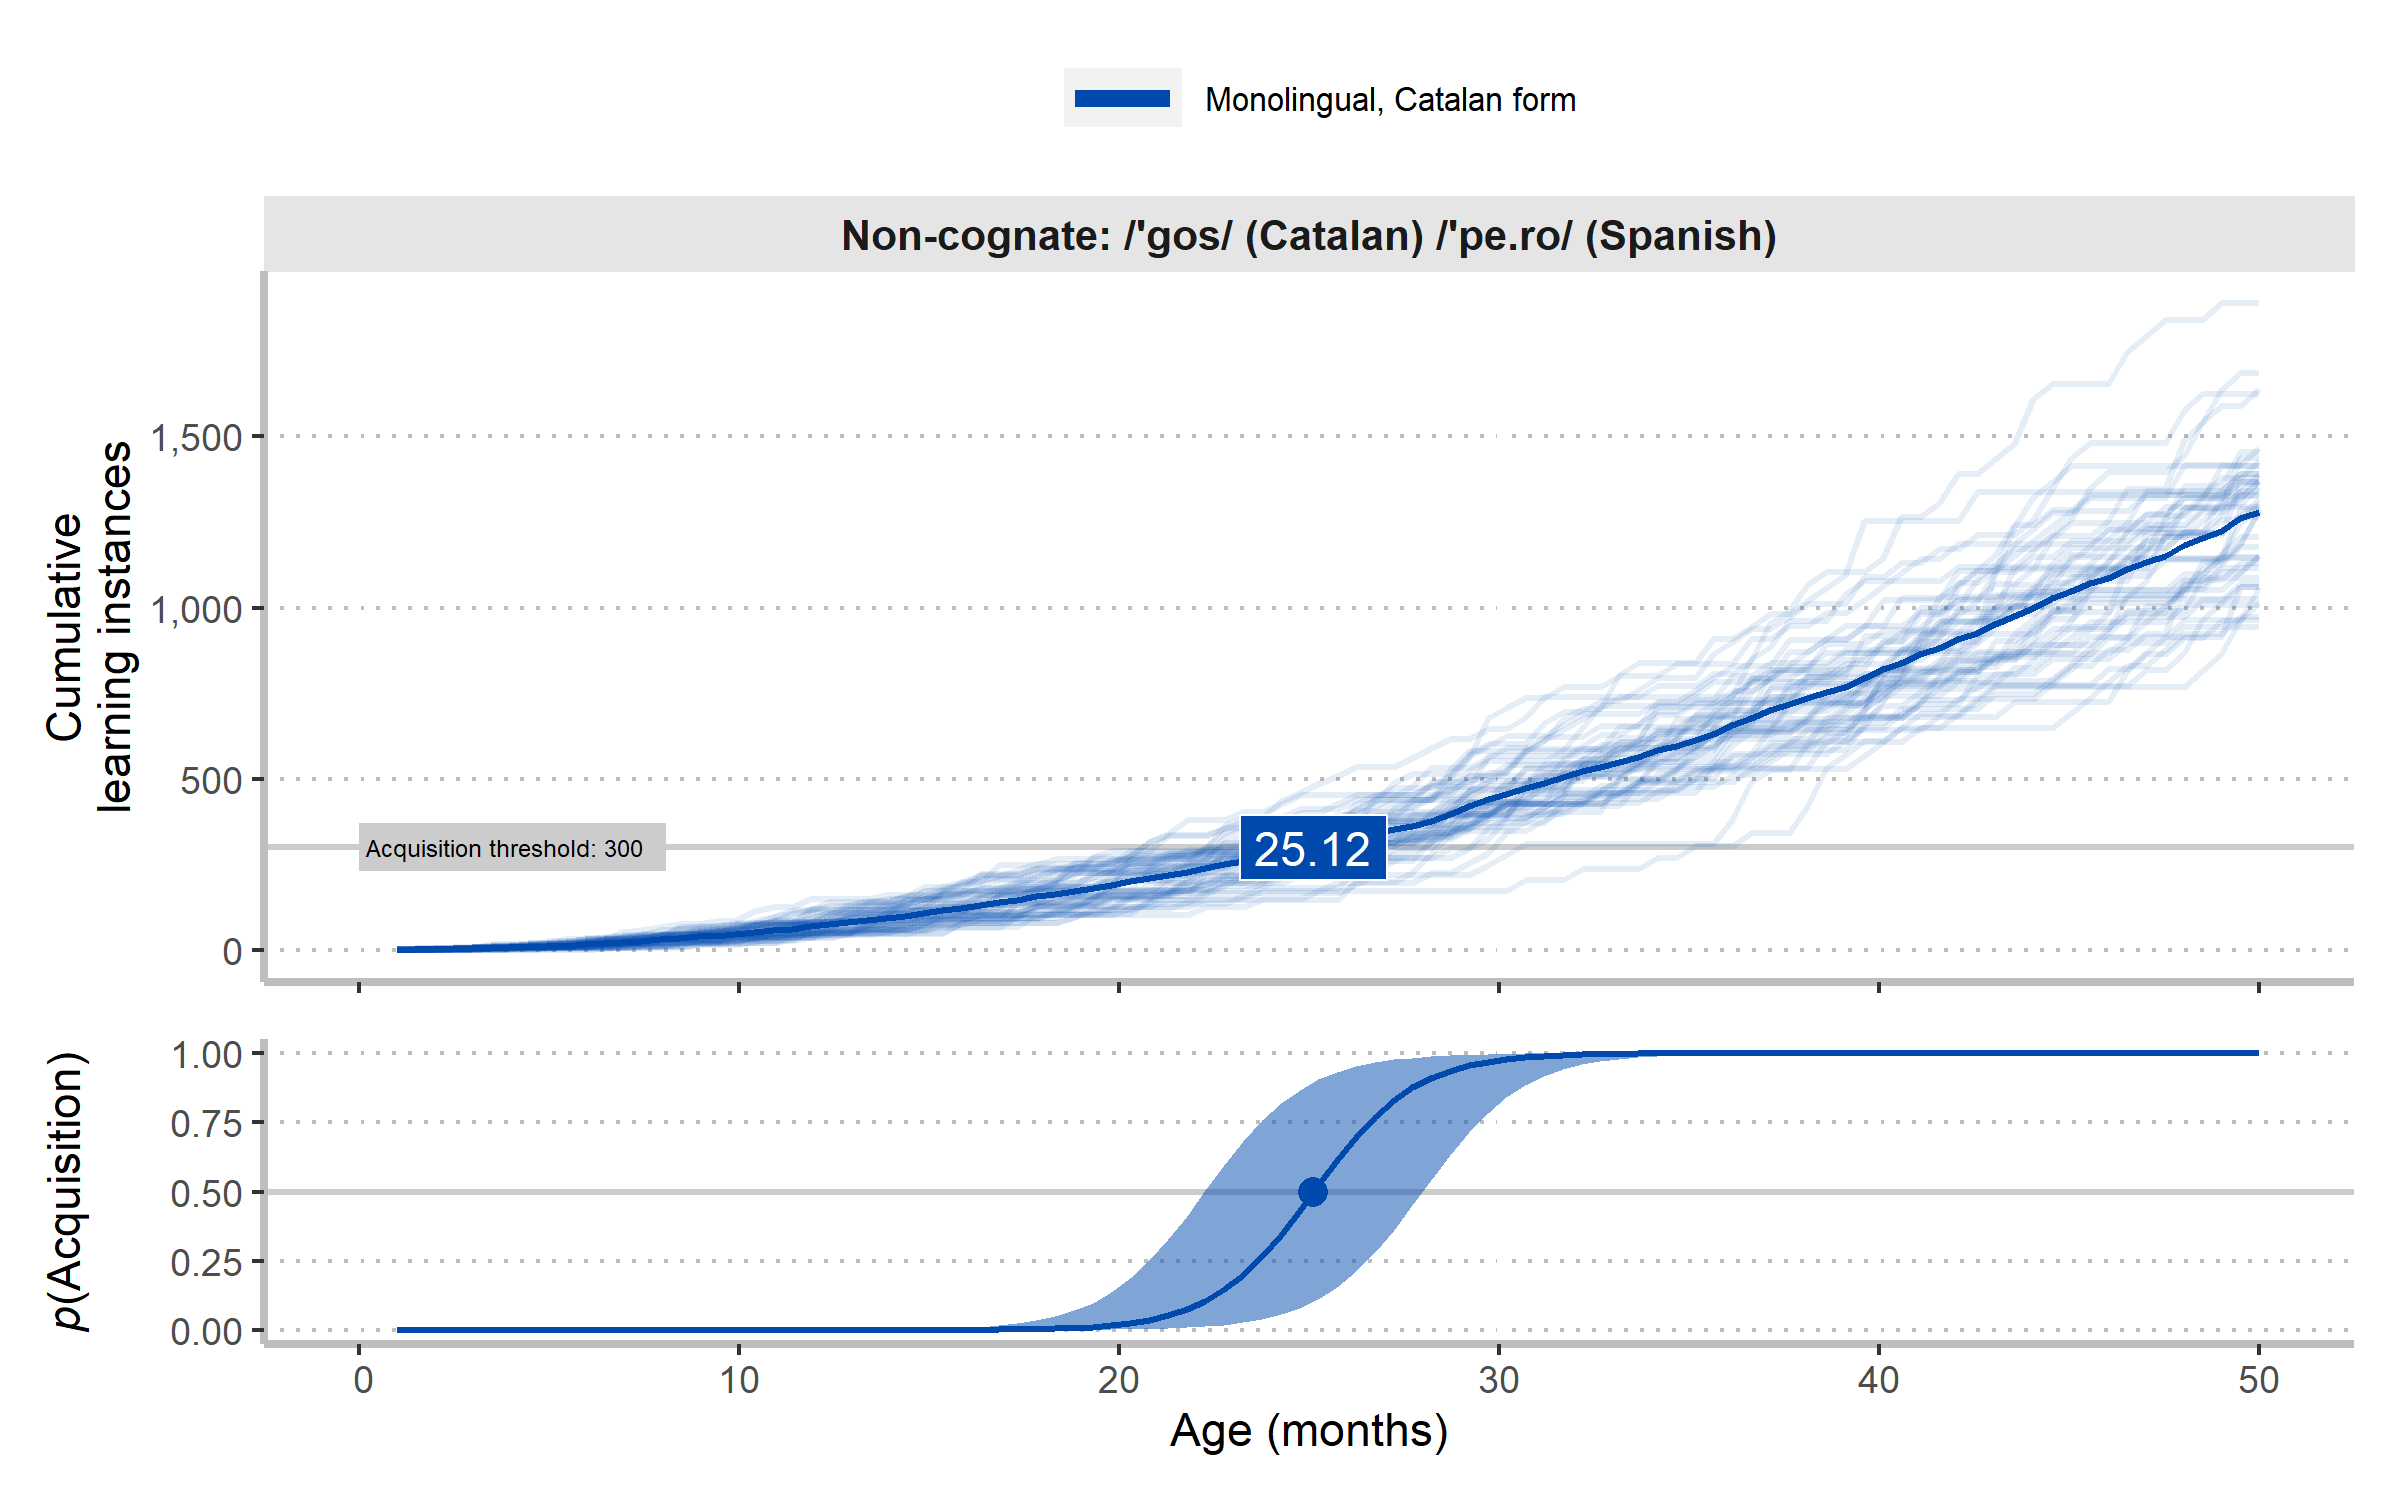 Monolingual, Catalan form
Non-cognate: /'gos/ (Catalan) /'pe.ro/ (Spanish)
Cumulative
learning instances
1,500
1,000
500
0
Acquisition threshold: 300
25.12
p(Acquisition)
1.00
0.75
0.50
0.25
0.00
0 10 20 30 40 50
Age (months)